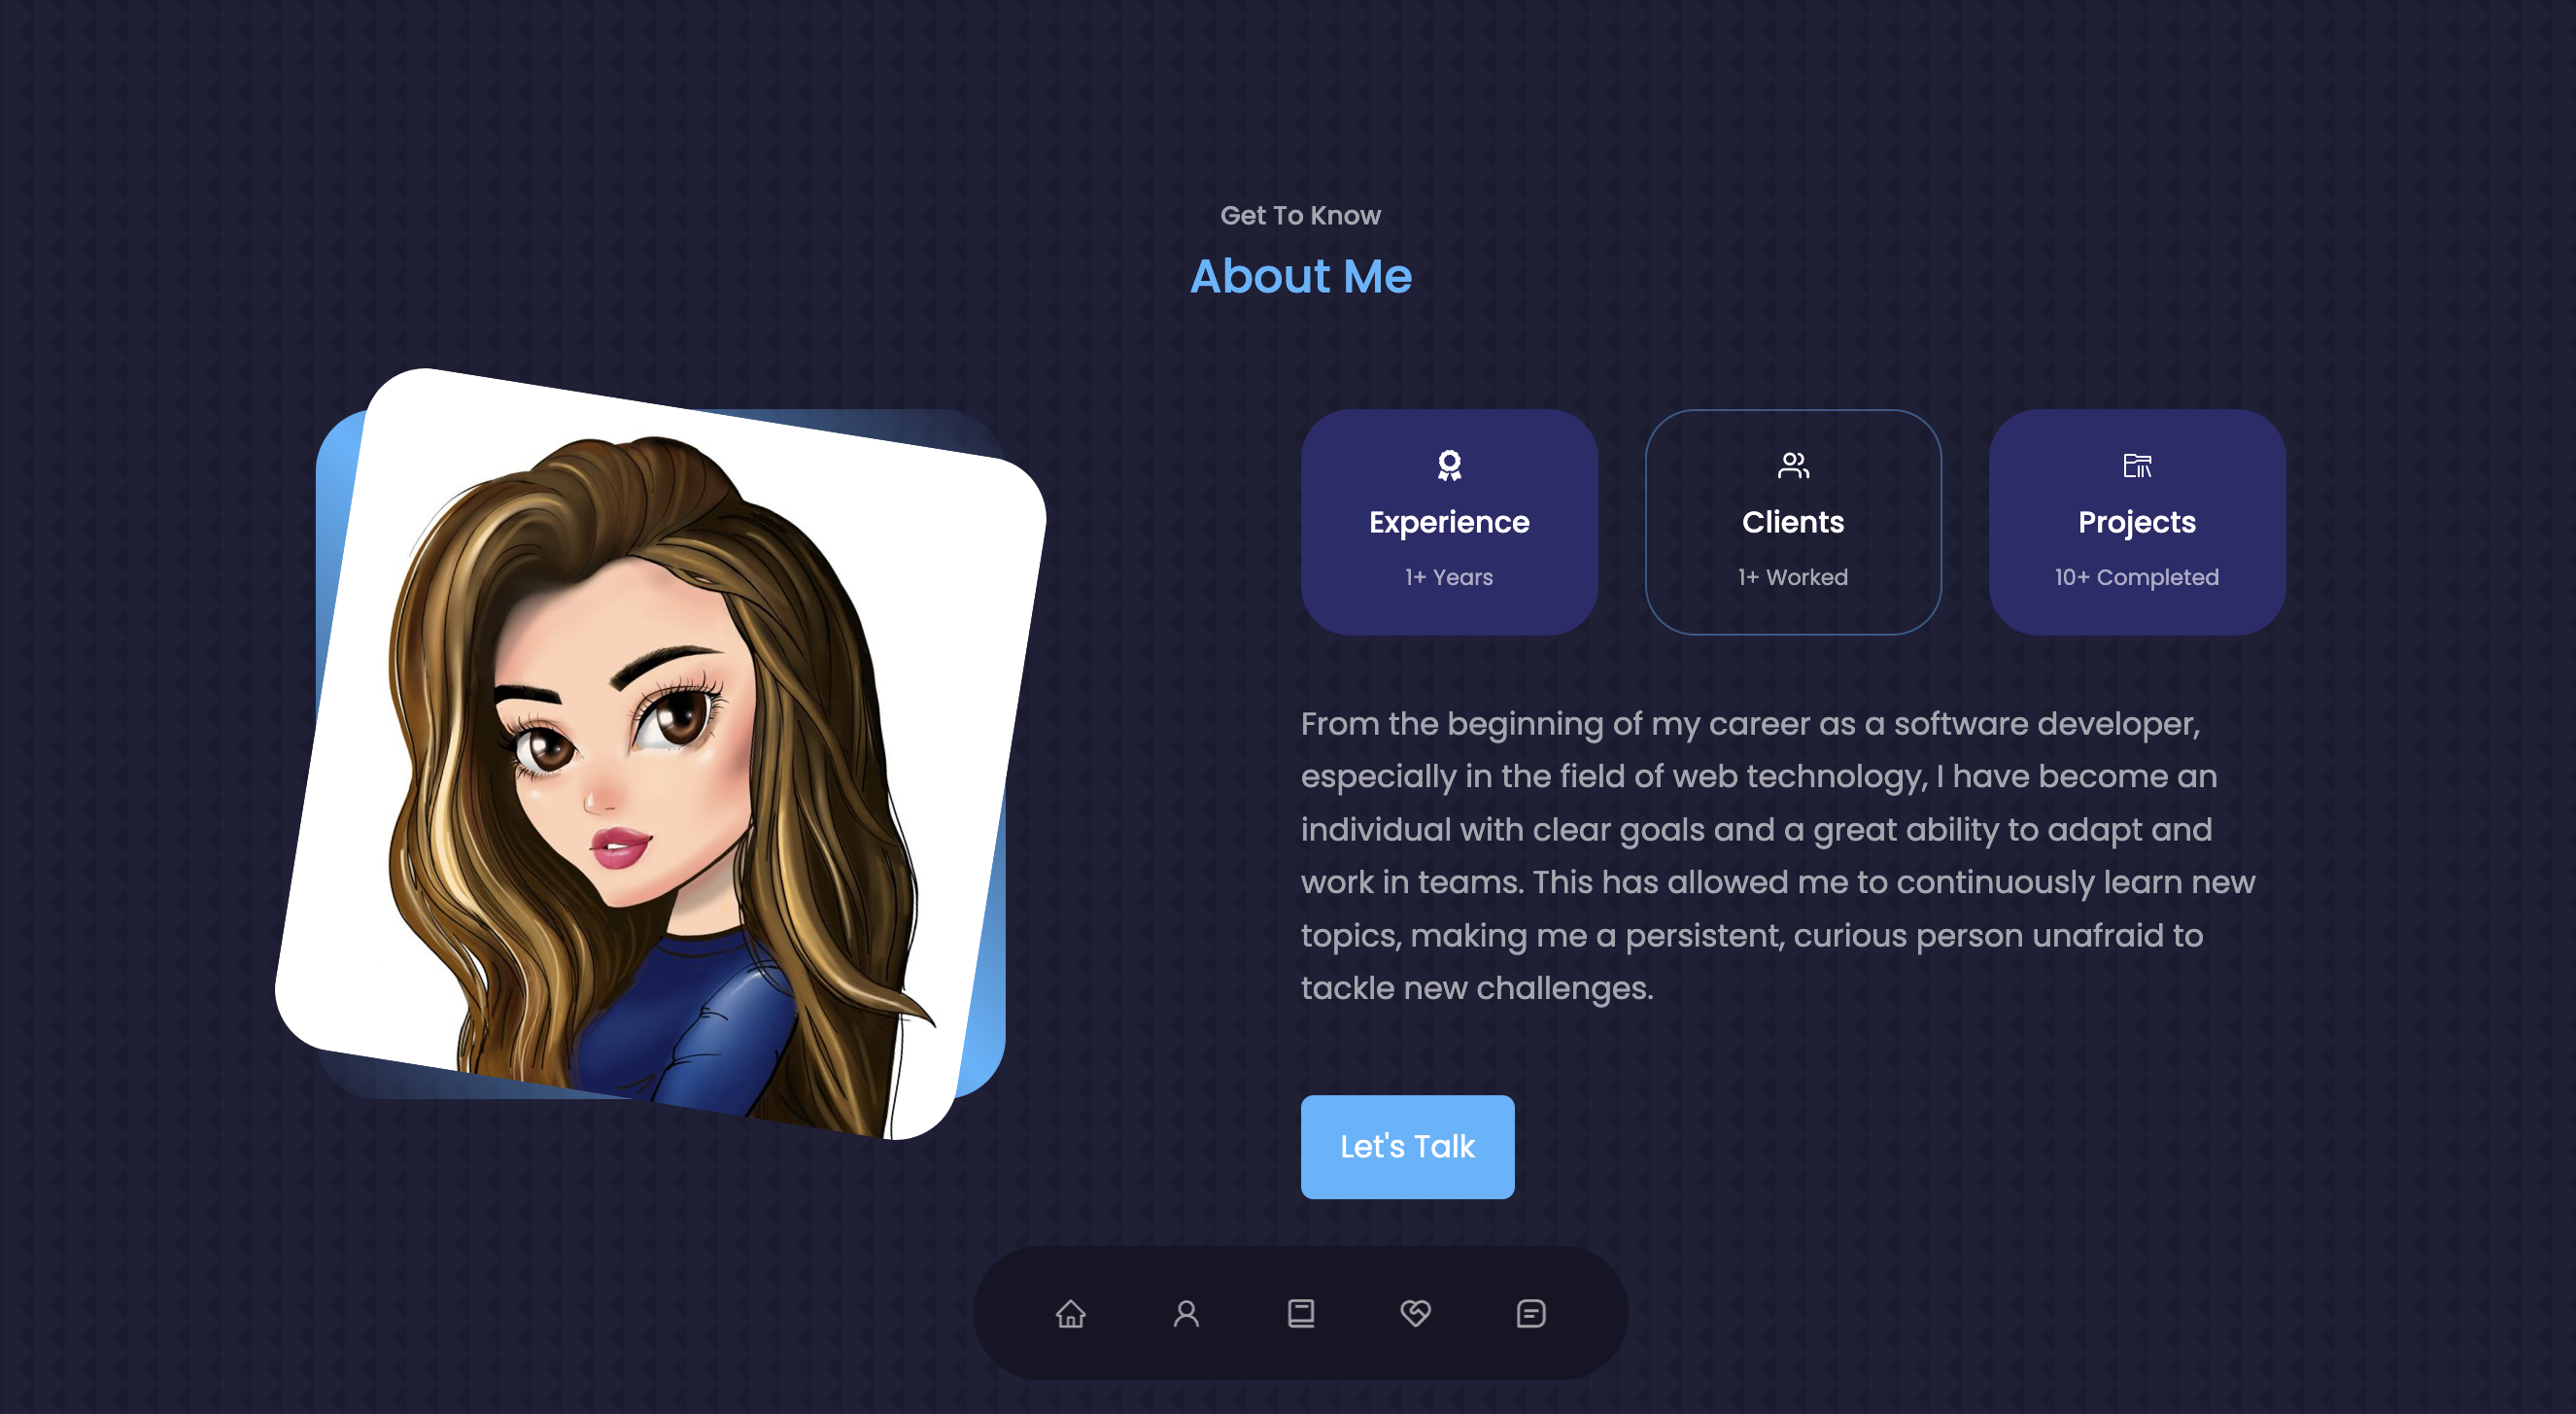 Get To Know
About Me
Experience
1+ Years
Clients
1+ Worked
Projects
10+ Completed
From the beginning of my career as a software developer,
especially in the field of web technology, I have become an
individual with clear goals and a great ability to adapt and
work in teams. This has allowed me to continuously learn new
topics, making me a persistent, curious person unafraid to
tackle new challenges.
Let's Talk